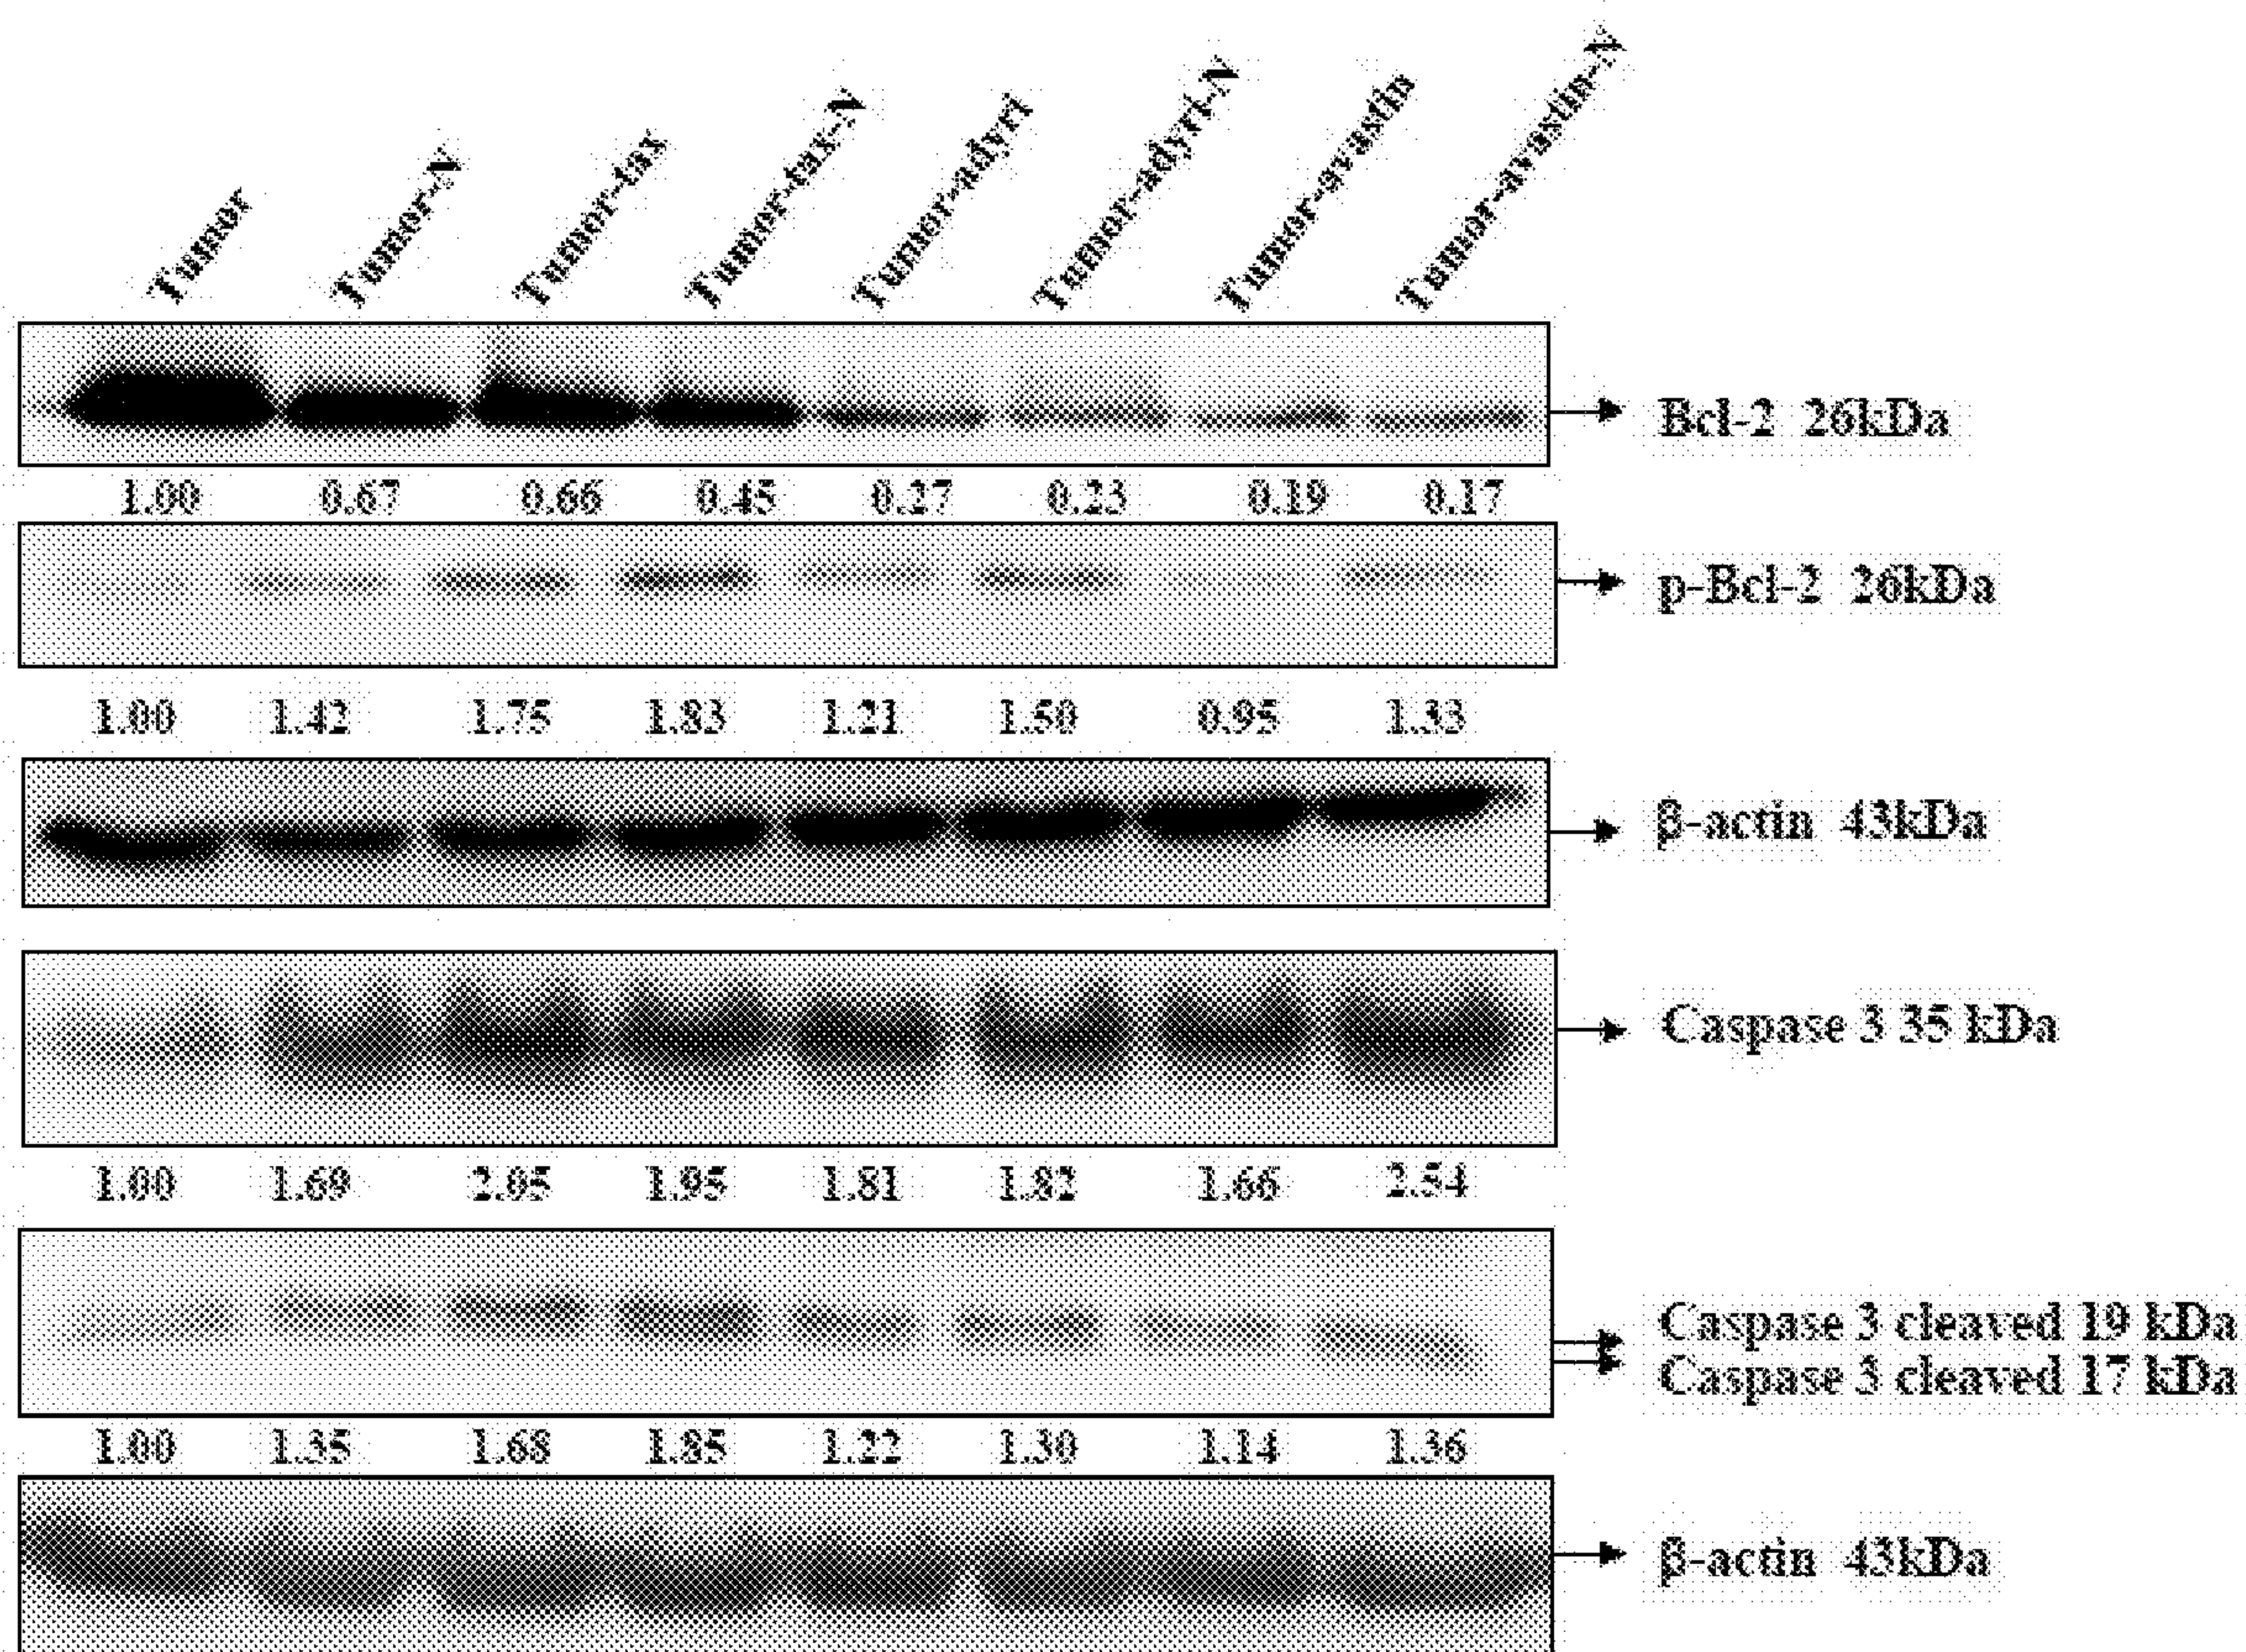 Tumor
Tumor-N
Tumor-tax
Tumor-tax-N
Tumor-adyri
Tumor-adyri-N
Tumor-avastin
Tumor-avastin-N
Bcl-2 26kDa
1.00 0.67 0.66 0.45 0.27 0.23 0.19 0.17
p-Bcl-2 26kDa
1.00 1.42 1.75 1.83 1.21 1.50 0.95 1.33
β-actin 43kDa
Caspase 3 35 kDa
1.00 1.69 2.05 1.95 1.81 1.82 1.66 2.54
Caspase 3 cleaved 19 kDa
Caspase 3 cleaved 17 kDa
1.00 1.35 1.68 1.85 1.22 1.30 1.14 1.36
β-actin 43kDa